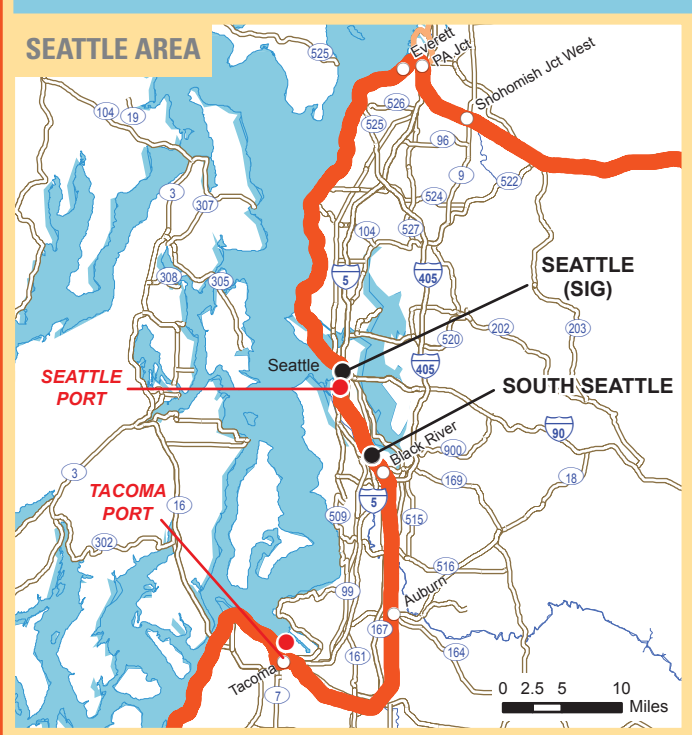 SEATTLE AREA
525
Everett
PA Jct
Snohomish Jct West
104
19
526
525
96
9
522
3
307
524
527
104
308
305
5
405
SEATTLE
(SIG)
520
202
203
405
Seattle
SEATTLE
PORT
SOUTH SEATTLE
90
Black River
900
3
169
18
TACOMA
PORT
16
5
509
515
302
516
99
Auburn
167
161
164
Tacoma
7
0 2.5 5 10
Miles